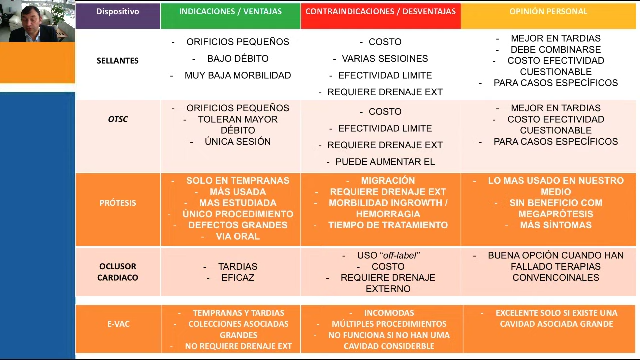 Dispositivo
INDICACIONES / VENTAJAS
CONTRAINDICACIONES / DESVENTAJAS
OPINIÓN PERSONAL
SELLANTES
- ORIFICIOS PEQUEÑOS
- BAJO DÉBITO
- MUY BAJA MORBILIDAD
- COSTO
- VARIAS SESIOINES
- EFECTIVIDAD LIMITE
- REQUIERE DRENAJE EXT
- MEJOR EN TARDIAS
- DEBE COMBINARSE
- COSTO EFECTIVIDAD
CUESTIONABLE
- PARA CASOS ESPECÍFICOS
OTSC
- ORIFICIOS PEQUEÑOS
- TOLERAN MAYOR
DÉBITO
- ÚNICA SESIÓN
- COSTO
- EFECTIVIDAD LIMITE
- REQUIERE DRENAJE EXT
- PUEDE AUMENTAR EL
- MEJOR EN TARDIAS
- COSTO EFECTIVIDAD
CUESTIONABLE
- PARA CASOS ESPECÍFICOS
PRÓTESIS
- SOLO EN TEMPRANAS
- MÁS USADA
- MAS ESTUDIADA
- ÚNICO PROCEDIMIENTO
- DEFECTOS GRANDES
- VIA ORAL
- MIGRACIÓN
- REQUIERE DRENAJE EXT
- MORBILIDAD INGROWTH /
HEMORRAGIA
- TIEMPO DE TRATAMIENTO
- LO MAS USADO EN NUESTRO
MEDIO
- SIN BENEFICIO COM
MEGAPRÓTESIS
- MÁS SÍNTOMAS
OCLUSOR
CARDIACO
- TARDIAS
- EFICAZ
- USO "off-label"
- COSTO
- REQUIERE DRENAJE
EXTERNO
- BUENA OPCIÓN CUANDO HAN
FALLADO TERAPIAS
CONVENCOINALES
E-VAC
- TEMPRANAS Y TARDIAS
- COLECCIONES ASOCIADAS
GRANDES
- NO REQUIERE DRENAJE EXT
- INCOMODAS
- MÚLTIPLES PROCEDIMIENTOS
- NO FUNCIONA SI NO HAN UMA
CAVIDAD CONSIDERBLE
- EXCELENTE SOLO SI EXISTE UNA
CAVIDAD ASOCIADA GRANDE